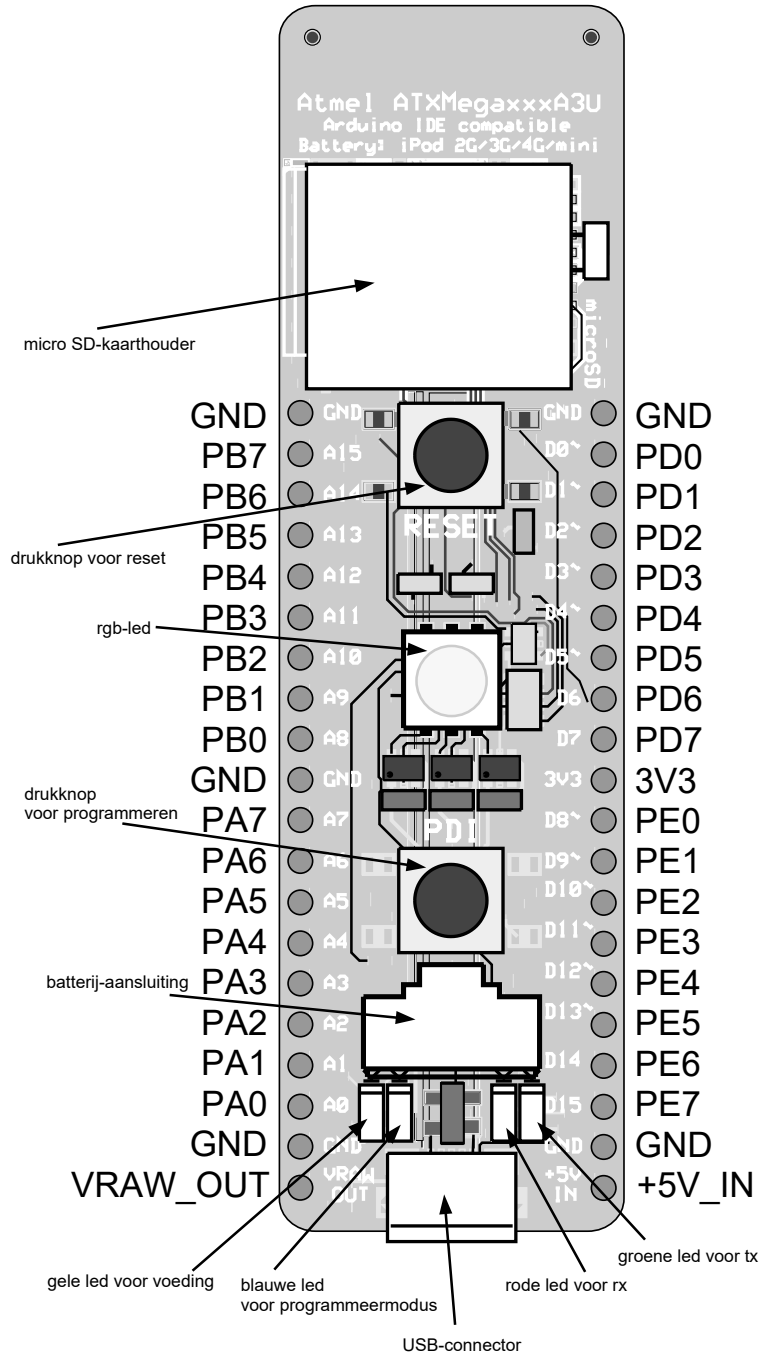 Atmel ATXMegaxxxA3U
Arduino IDE compatible
Battery: iPod 2G/3G/4G/mini
microSD
micro SD-kaarthouder
GND GND GND GND
PB7 A15 D0~ PD0
PB6 A14 D1~ PD1
RESET
PB5 A13 D2~ PD2
drukknop voor reset
PB4 A12 D3~ PD3
PB3 A11 D4~ PD4
rgb-led
PB2 A10 D5~ PD5
PB1 A9 D6 PD6
PB0 A8 D7 PD7
GND GND 3V3 3V3
drukknop
voor programmeren
PA7 A7 D8~ PE0
PDI
PA6 A6 D9~ PE1
PA5 A5 D10~ PE2
PA4 A4 D11~ PE3
PA3 A3 D12~ PE4
batterij-aansluiting
PA2 A2 D13~ PE5
PA1 A1 D14 PE6
PA0 A0 D15 PE7
GND GND GND GND
VRAW_OUT VRAW +5V +5V_IN
OUT IN
groene led voor tx
gele led voor voeding
blauwe led
voor programmeermodus
rode led voor rx
USB-connector